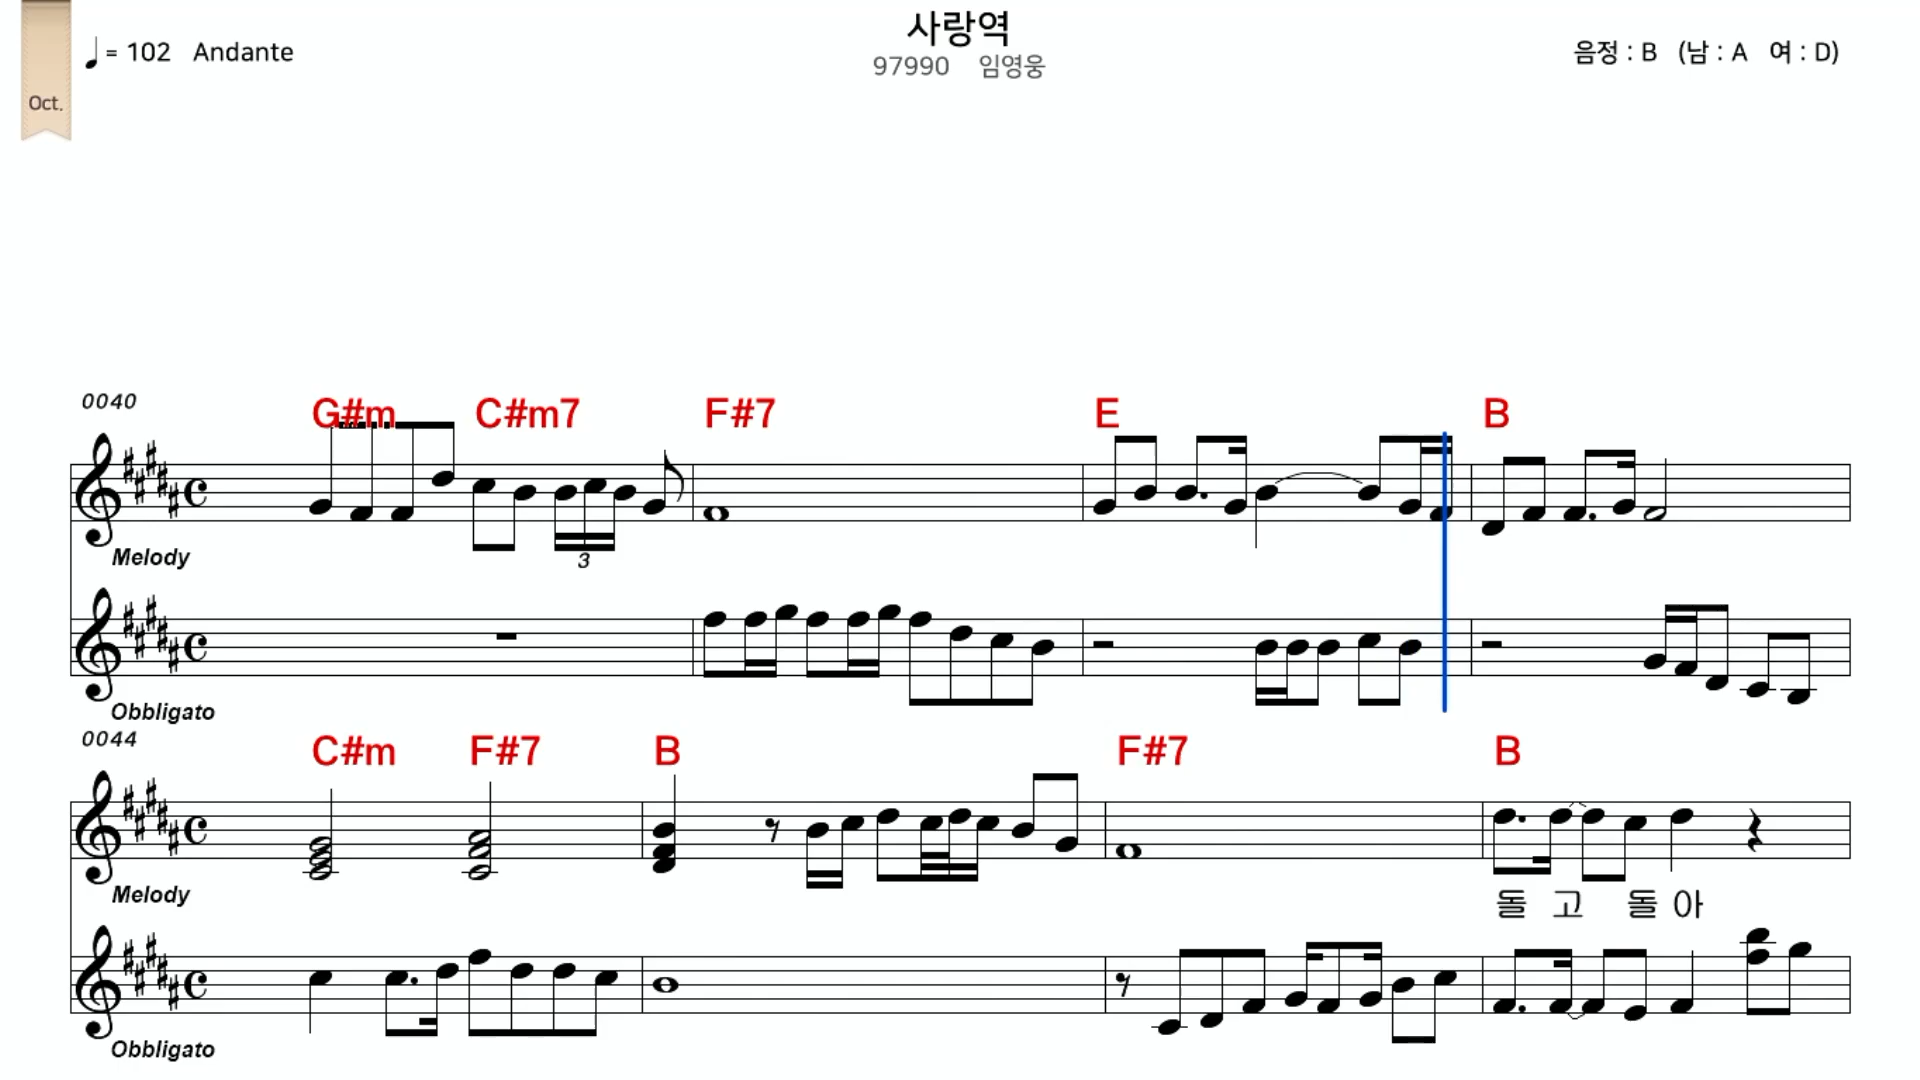 사랑역
♩ = 102 Andante
97990 임영웅
음정 : B (남 : A 여 : D)
Oct.
0040
G#m C#m7 F#7 E B
3
Melody
Obbligato
0044
C#m F#7 B F#7 B
Melody
돌 고 돌 아
Obbligato